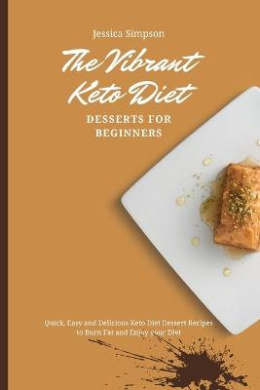 Jessica Simpson
The Vibrant
Keto Diet
DESSERTS FOR
BEGINNERS
Quick, Easy and Delicious Keto Diet Dessert Recipes
to Burn Fat and Enjoy your Diet